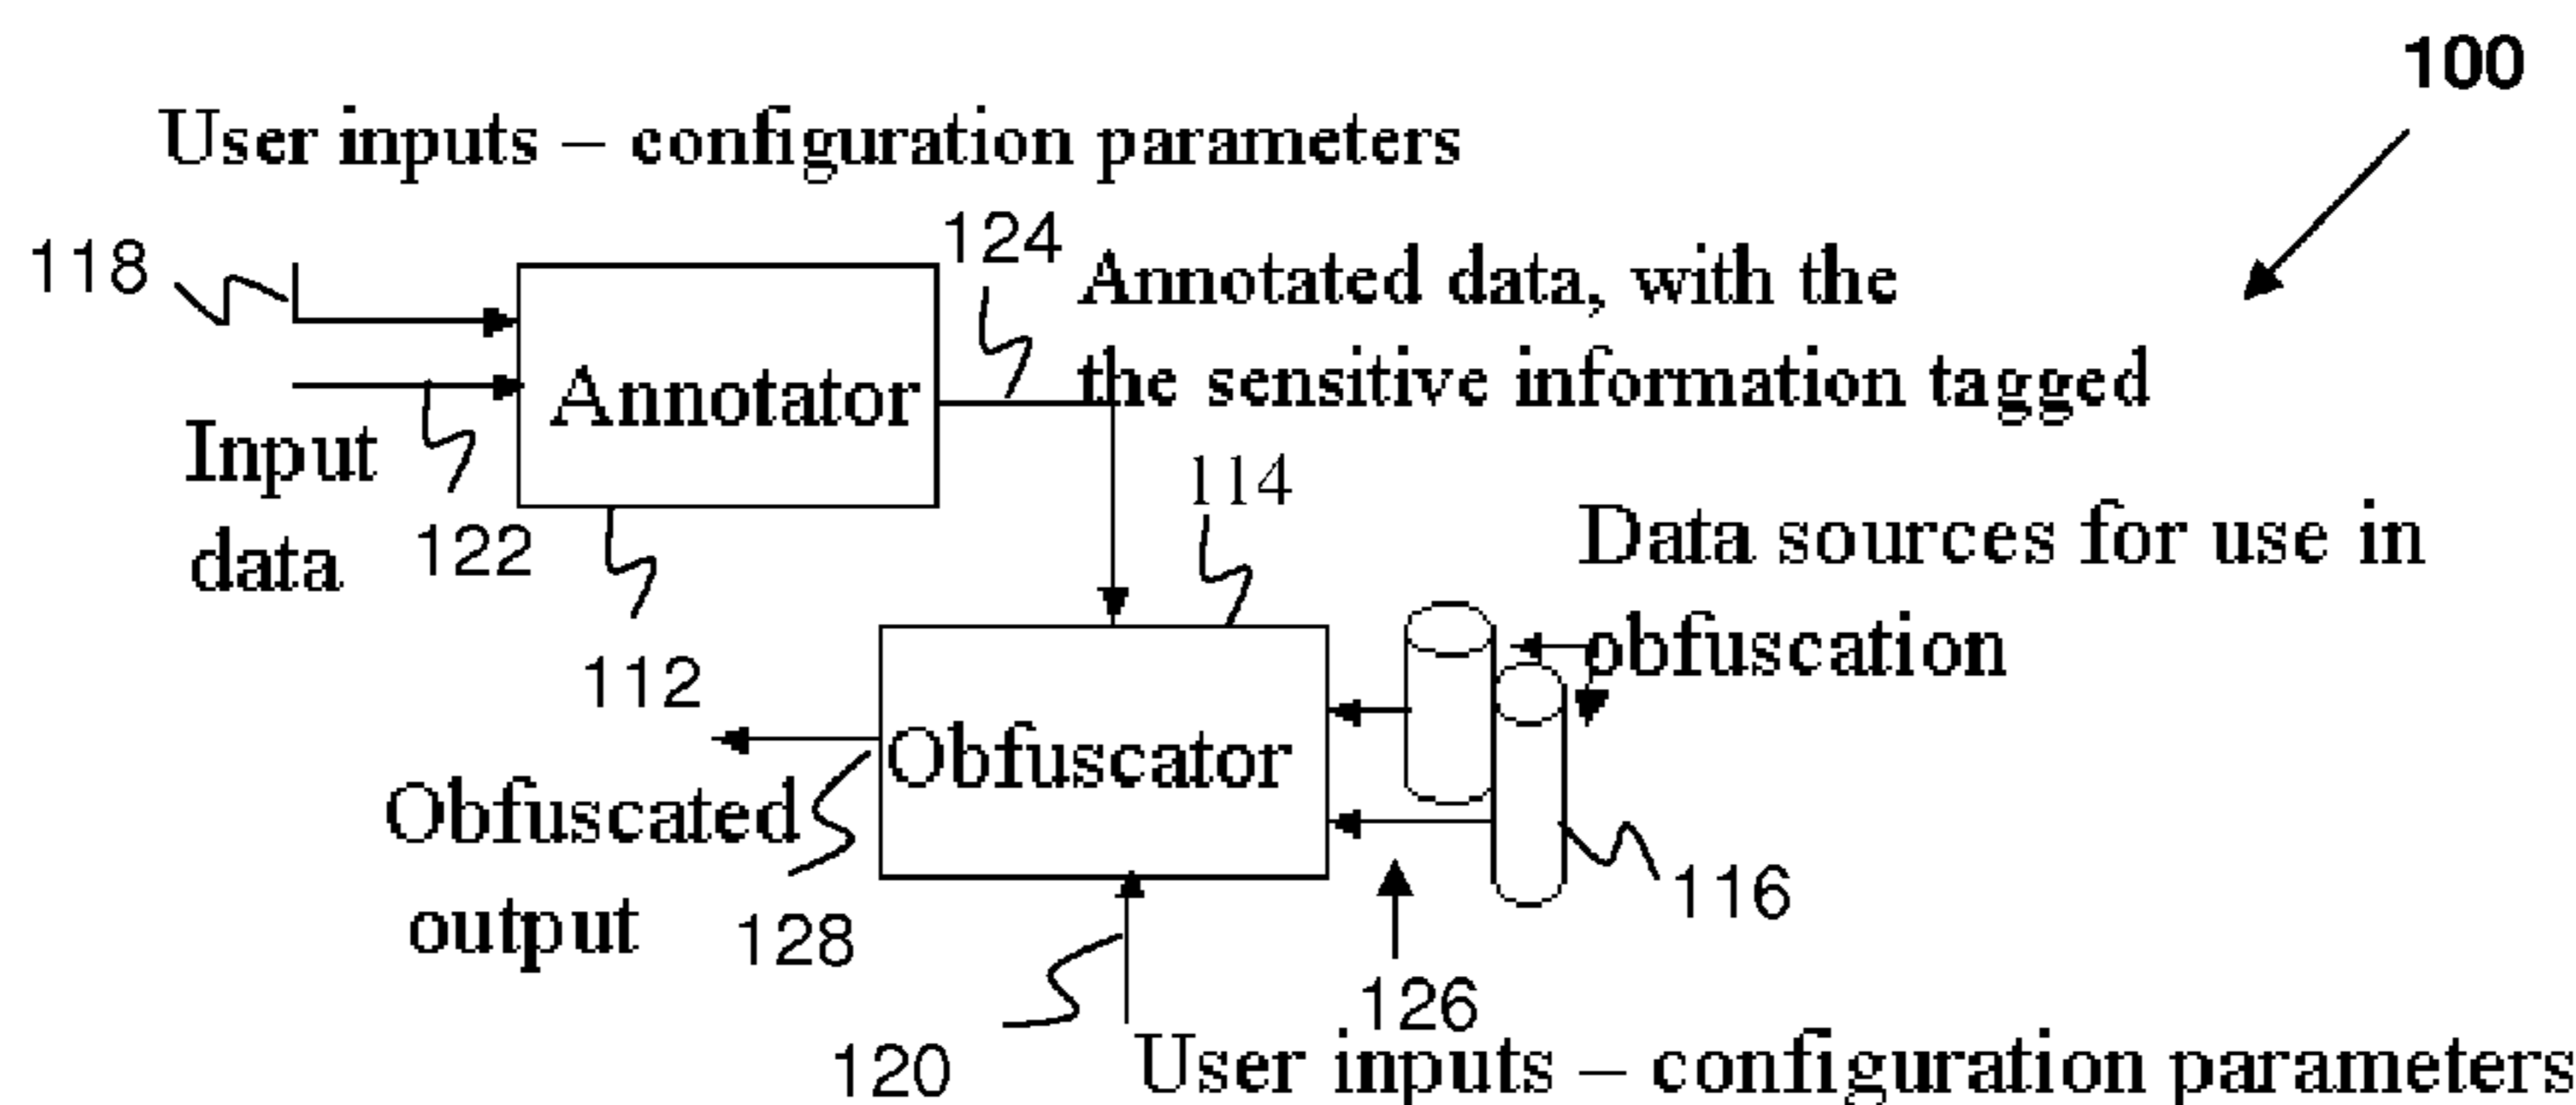 100
User inputs – configuration parameters
118
124
Annotated data, with the
the sensitive information tagged
Annotator
Input
data
122
112
114
Data sources for use in
obfuscation
Obfuscator
Obfuscated
output
128
116
126
120
User inputs – configuration parameters